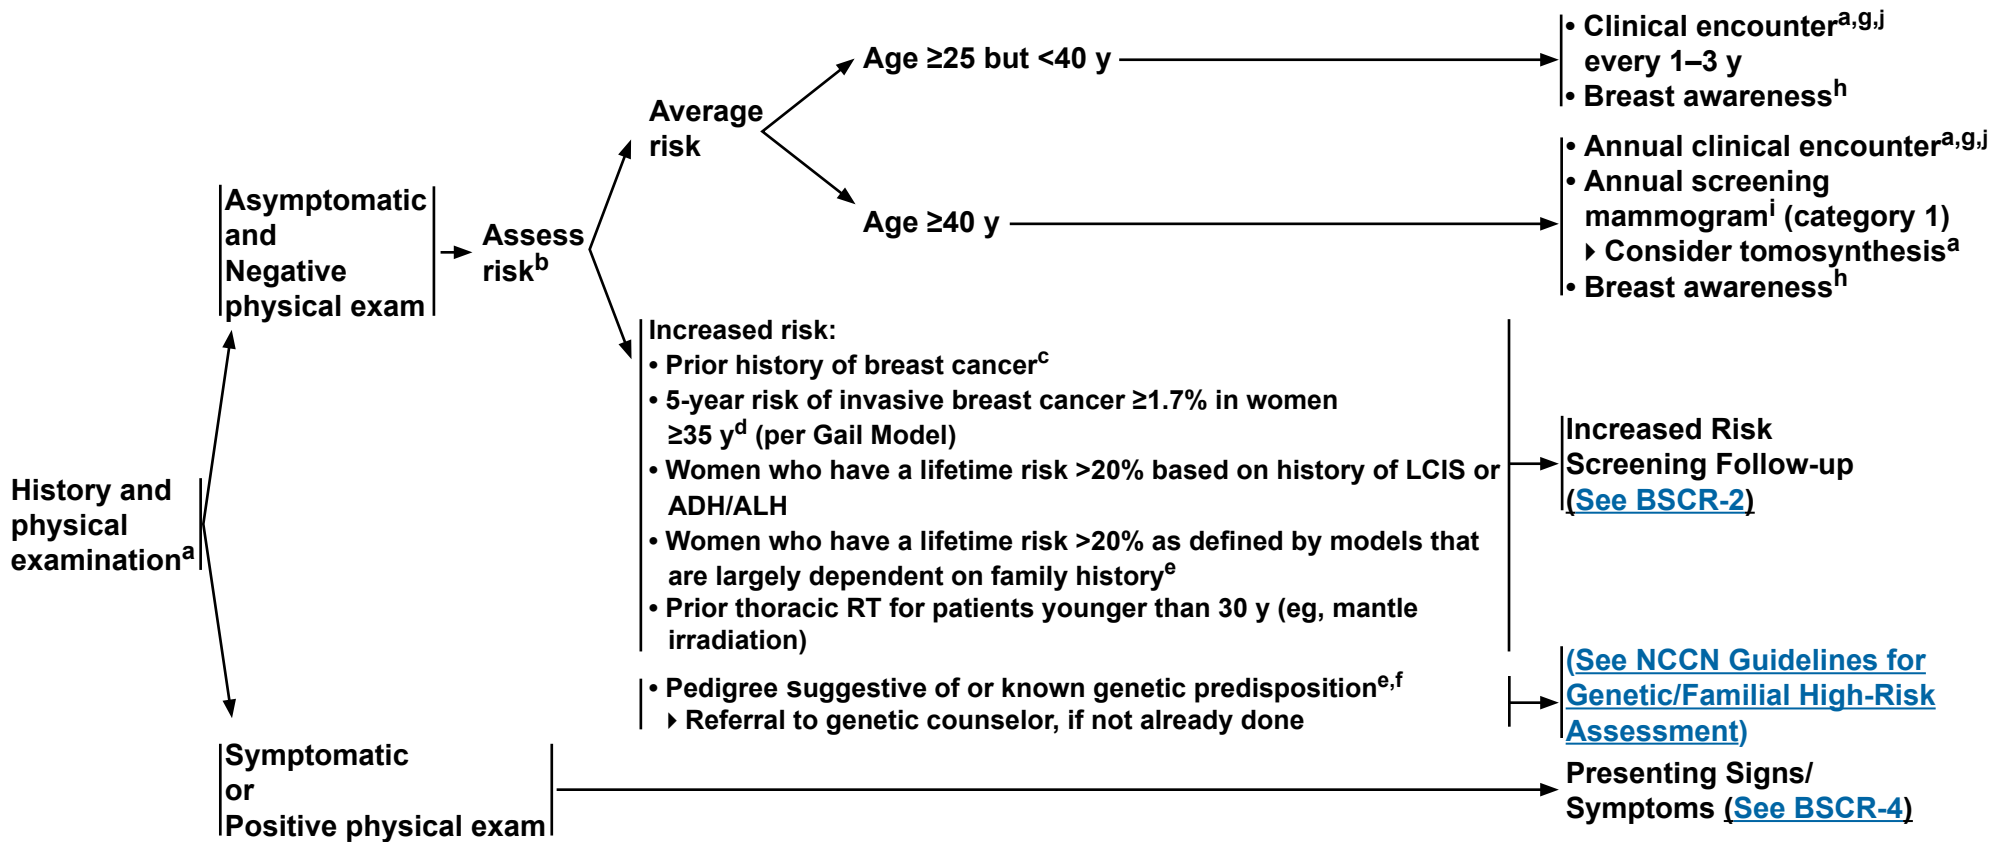 History and
physical
examinationa
Asymptomatic
and
Negative
physical exam
Assess
riskb
Average
risk
Age ≥25 but <40 y
• Clinical encountera,g,j
every 1–3 y
• Breast awarenessh
Age ≥40 y
• Annual clinical encountera,g,j
• Annual screening
mammogrami (category 1)
▸ Consider tomosynthesisa
• Breast awarenessh
Increased risk:
• Prior history of breast cancerc
• 5-year risk of invasive breast cancer ≥1.7% in women
≥35 yd (per Gail Model)
• Women who have a lifetime risk >20% based on history of LCIS or
ADH/ALH
• Women who have a lifetime risk >20% as defined by models that
are largely dependent on family historye
• Prior thoracic RT for patients younger than 30 y (eg, mantle
irradiation)
Increased Risk
Screening Follow-up
(See BSCR-2)
• Pedigree suggestive of or known genetic predispositione,f
▸ Referral to genetic counselor, if not already done
(See NCCN Guidelines for
Genetic/Familial High-Risk
Assessment)
Symptomatic
or
Positive physical exam
Presenting Signs/
Symptoms (See BSCR-4)